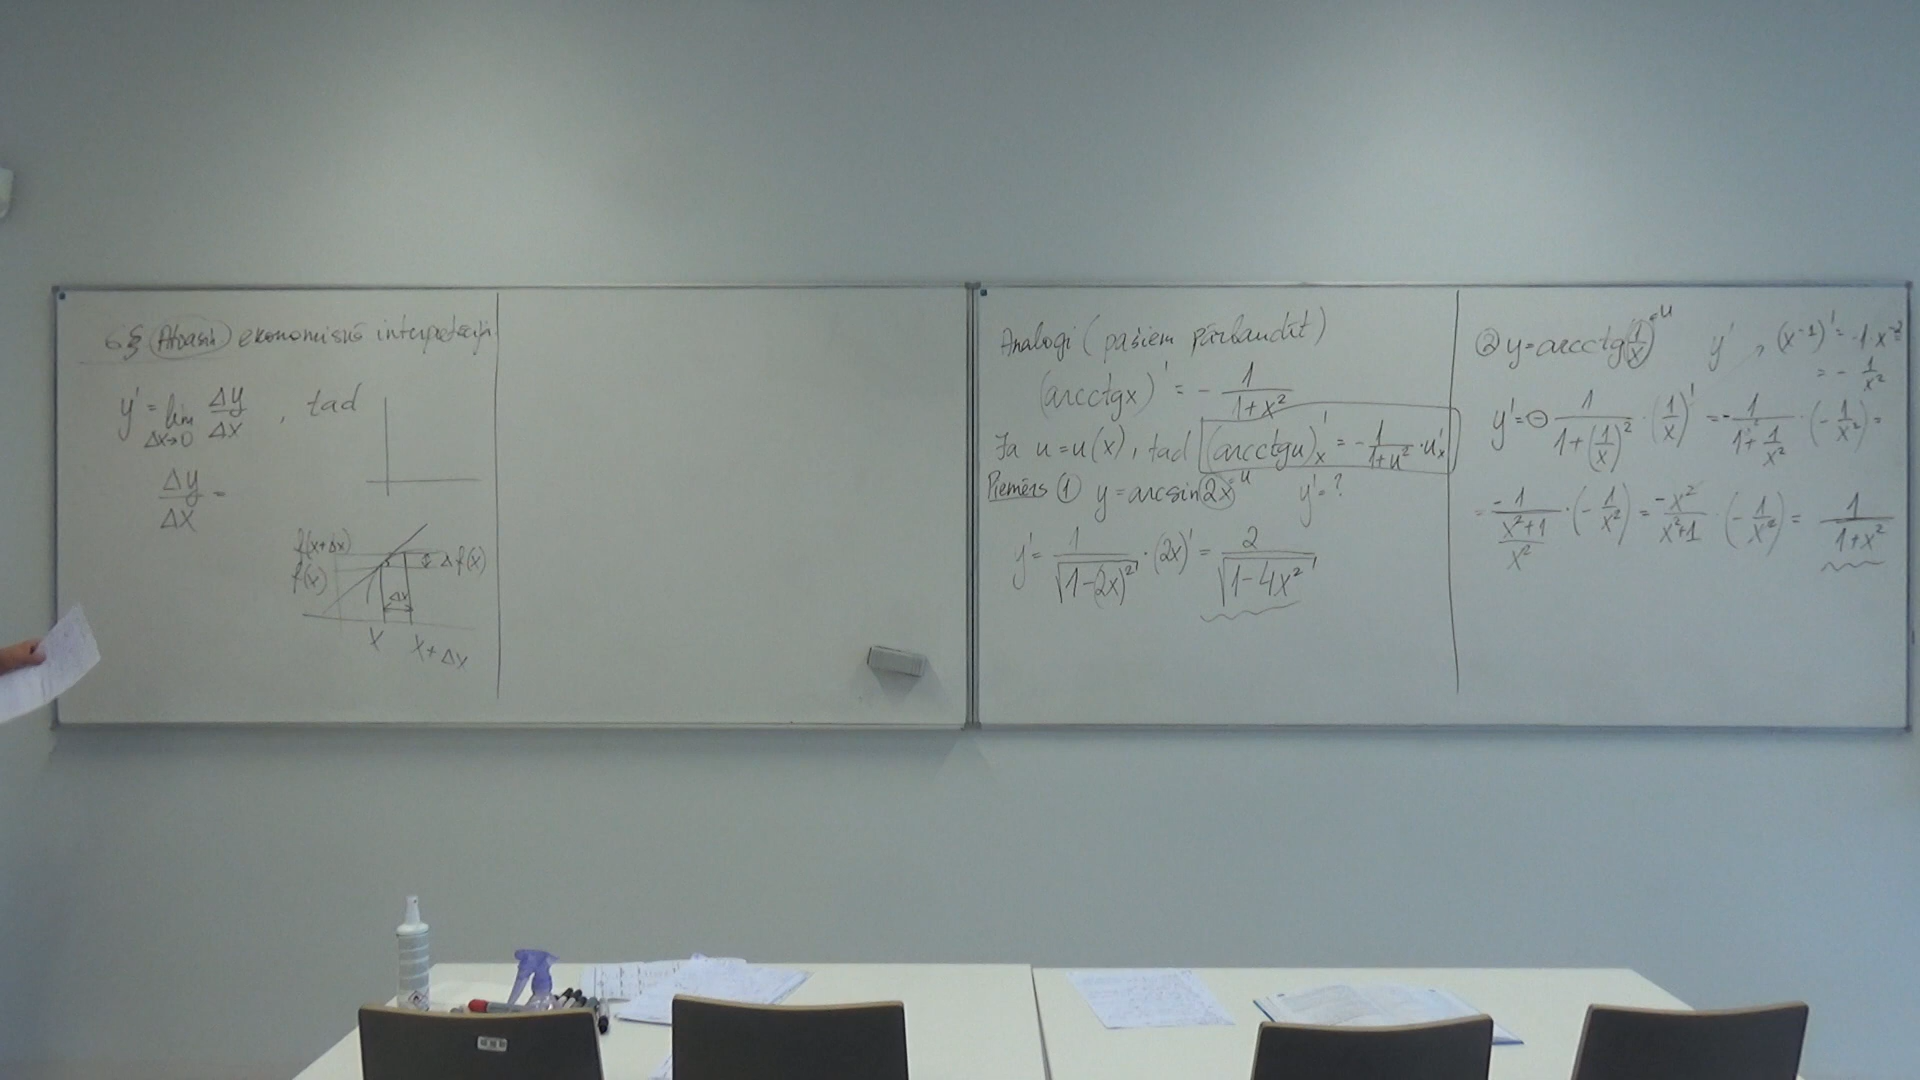 6.§ Atvasin. ekonomiskā interpretācija
y' = lim Δx→0 Δy/Δx , tad
Δy/Δx =
f(x+Δx)
f(x)
Δf(x)
Δx
x
x+Δx
Analogi (pašiem pārbaudīt)
(arcctgx)' = - 1/(1+x²)
Ja u=u(x), tad (arcctgu)'ₓ = - 1/(1+u²) · u'ₓ
Piemērs ① y=arcsin(2x)=u y'=?
y' = 1/√(1-(2x)²) · (2x)' = 2/√(1-4x²)
② y=arcctg(1/x)=u y' , (x⁻¹)' = -1·x⁻²
= - 1/x²
y' = - 1/(1+(1/x)²) · (1/x)' = - 1/(1+1/x²) · (-1/x²) =
= -1/((x²+1)/x²) · (-1/x²) = -x²/(x²+1) · (-1/x²) = 1/(1+x²)